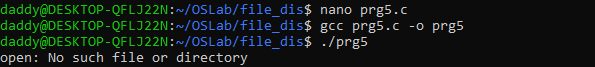 daddy@DESKTOP-QFLJ22N:~/OSLab/file_dis$ nano prg5.c
daddy@DESKTOP-QFLJ22N:~/OSLab/file_dis$ gcc prg5.c -o prg5
daddy@DESKTOP-QFLJ22N:~/OSLab/file_dis$ ./prg5
open: No such file or directory